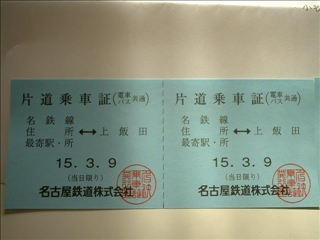 片道乗車証(電車バス共通)
名鉄線
住所⟷上飯田
最寄駅・所
15.3.9
(当日限り)
名古屋鉄道株式会社
片道乗車証(電車バス共通)
名鉄線
住所⟷上飯田
最寄駅・所
15.3.9
(当日限り)
名古屋鉄道株式会社